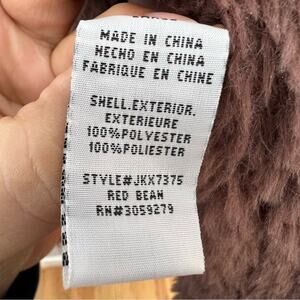 MADE IN CHINA
HECHO EN CHINA
FABRIQUE EN CHINE
SHELL.EXTERIOR.
EXTERIEURE
100%POLYESTER
100%POLIESTER
STYLE#JKX7375
RED BEAN
RN#3059279